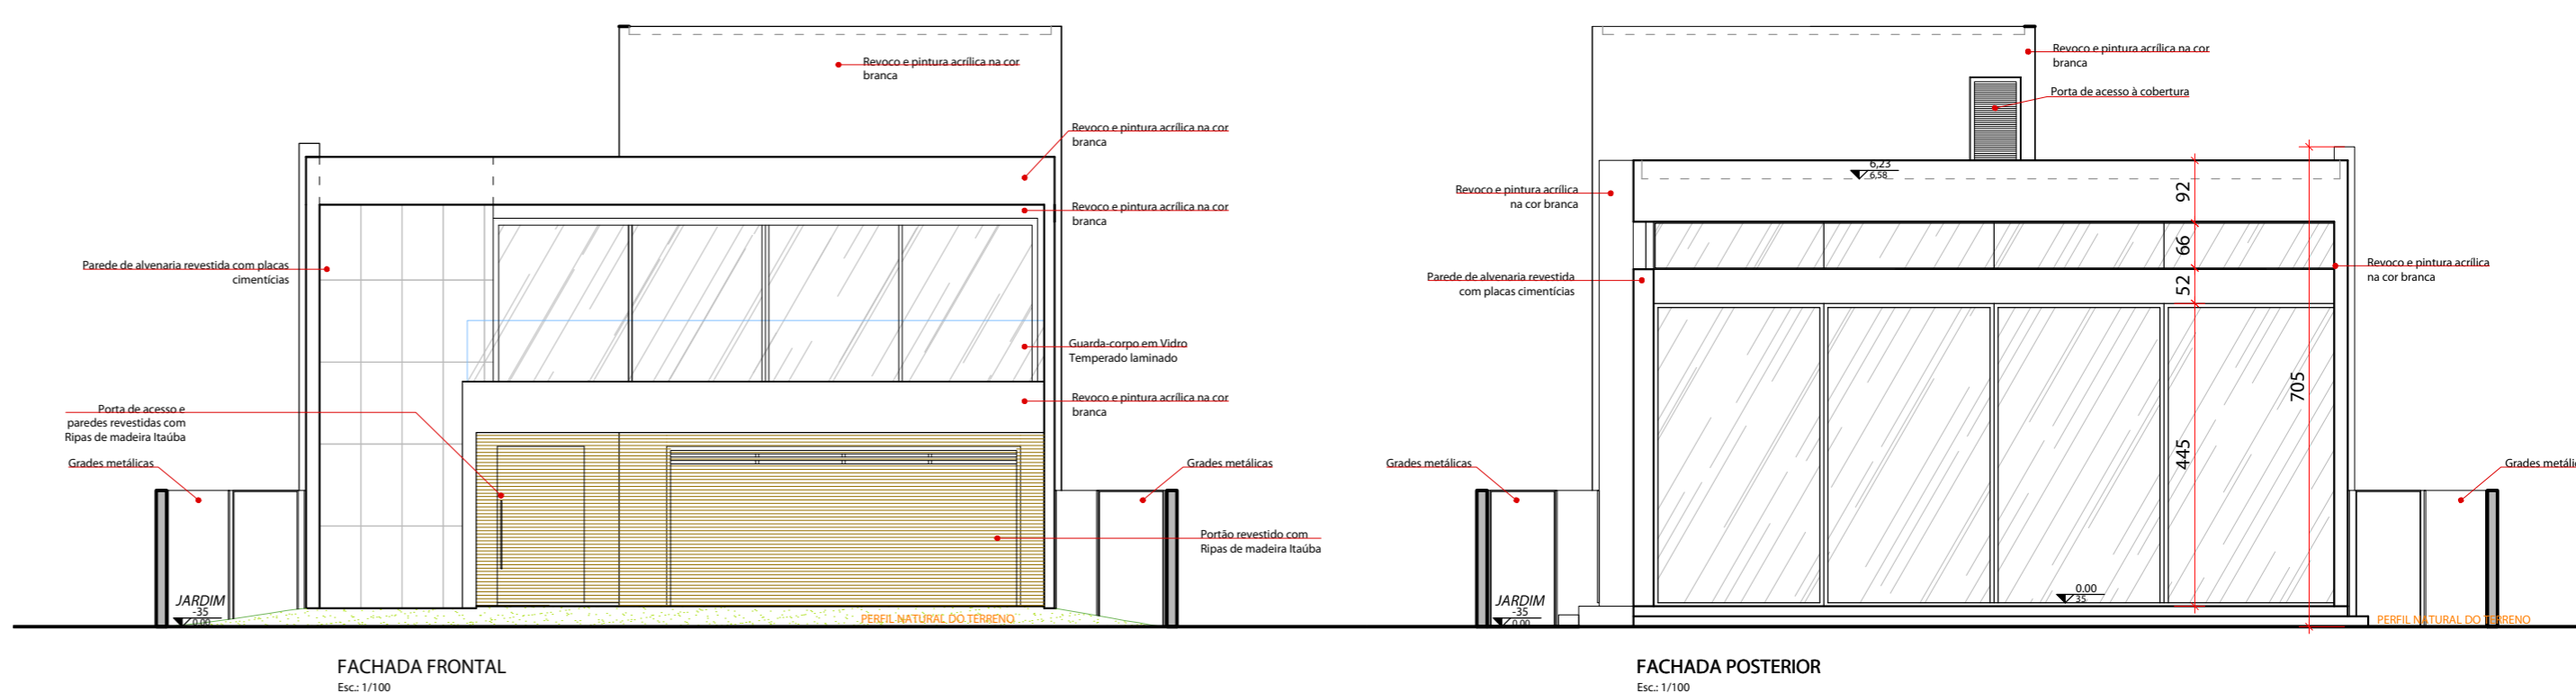 Revoco e pintura acrílica na cor
branca
Revoco e pintura acrílica na cor
branca
Revoco e pintura acrílica na cor
branca
Parede de alvenaria revestida com placas
cimentícias
Guarda-corpo em Vidro
Temperado laminado
Porta de acesso e
paredes revestidas com
Ripas de madeira Itaúba
Revoco e pintura acrílica na cor
branca
Grades metálicas
Grades metálicas
Portão revestido com
Ripas de madeira Itaúba
JARDIM
-35
0.00
PERFIL NATURAL DO TERRENO
FACHADA FRONTAL
Esc.: 1/100
Revoco e pintura acrílica na cor
branca
Porta de acesso à cobertura
6,23
6,58
Revoco e pintura acrílica
na cor branca
92
66
52
445
705
Parede de alvenaria revestida
com placas cimentícias
Revoco e pintura acrílica
na cor branca
Grades metálicas
Grades metáli
JARDIM
-35
0.00
0.00
35
PERFIL NATURAL DO TERRENO
FACHADA POSTERIOR
Esc.: 1/100